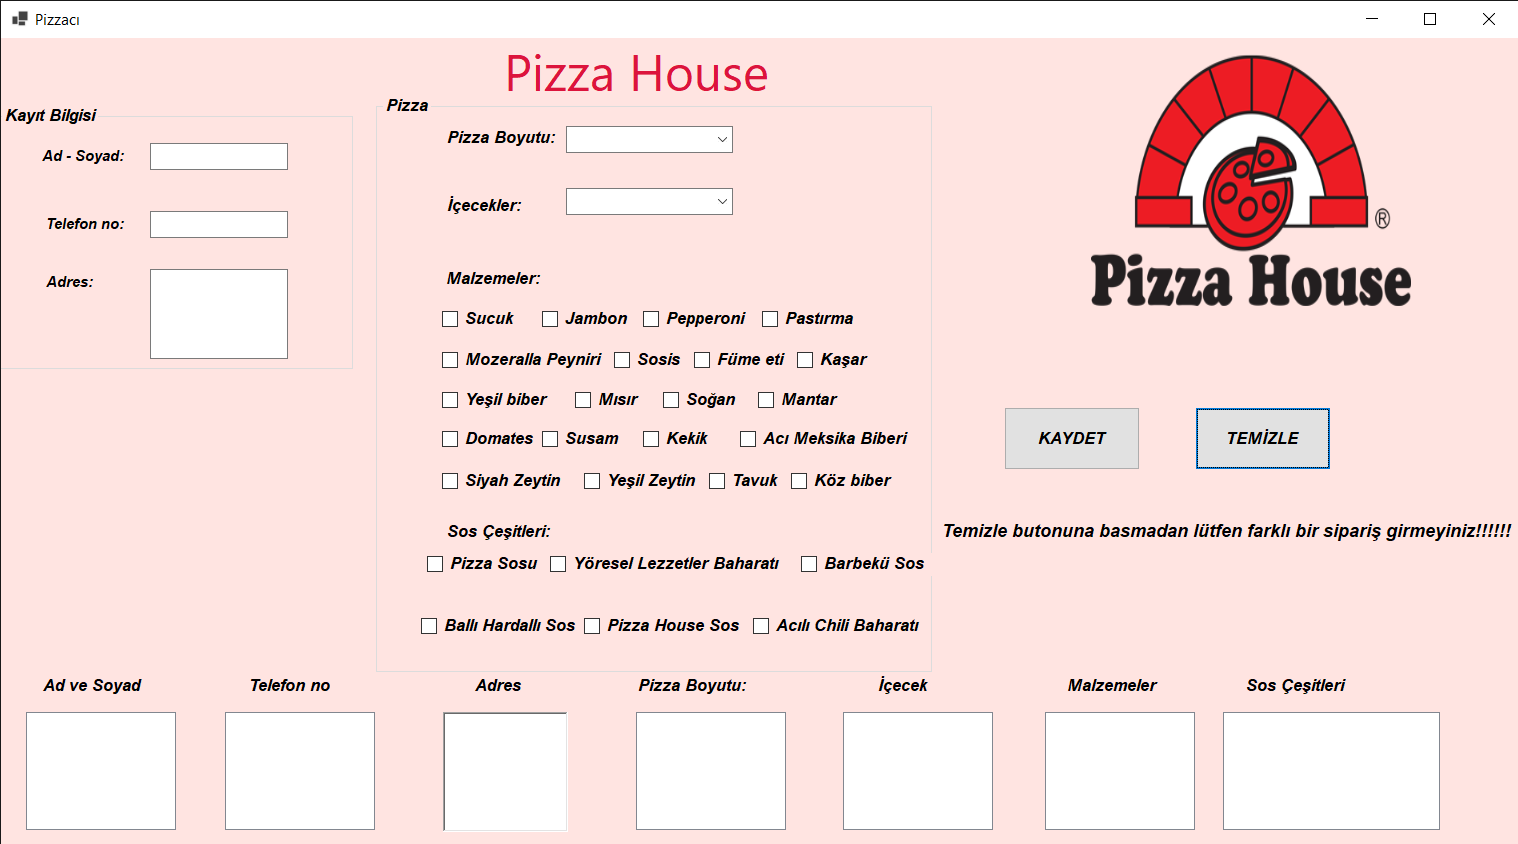 Pizzacı
Pizza House
Kayıt Bilgisi
Ad - Soyad:
Telefon no:
Adres:
Pizza
Pizza Boyutu:
İçecekler:
Malzemeler:
Sucuk Jambon Pepperoni Pastırma
Mozeralla Peyniri Sosis Füme eti Kaşar
Yeşil biber Mısır Soğan Mantar
Domates Susam Kekik Acı Meksika Biberi
Siyah Zeytin Yeşil Zeytin Tavuk Köz biber
Sos Çeşitleri:
Pizza Sosu Yöresel Lezzetler Baharatı Barbekü Sos
Ballı Hardallı Sos Pizza House Sos Acılı Chili Baharatı
®
Pizza House
KAYDET TEMİZLE
Temizle butonuna basmadan lütfen farklı bir sipariş girmeyiniz!!!!!!
Ad ve Soyad Telefon no Adres Pizza Boyutu: İçecek Malzemeler Sos Çeşitleri